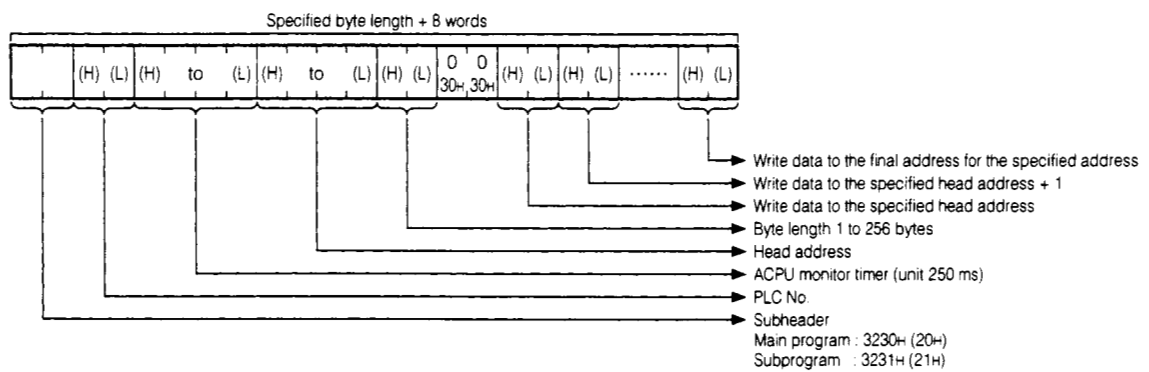 Specified byte length + 8 words
(H) (L) (H) to (L) (H) to (L) (H) (L) 0 0 (H) (L) (H) (L) ...... (H) (L)
30H 30H
Write data to the final address for the specified address
Write data to the specified head address + 1
Write data to the specified head address
Byte length 1 to 256 bytes
Head address
ACPU monitor timer (unit 250 ms)
PLC No.
Subheader
Main program : 3230H (20H)
Subprogram : 3231H (21H)